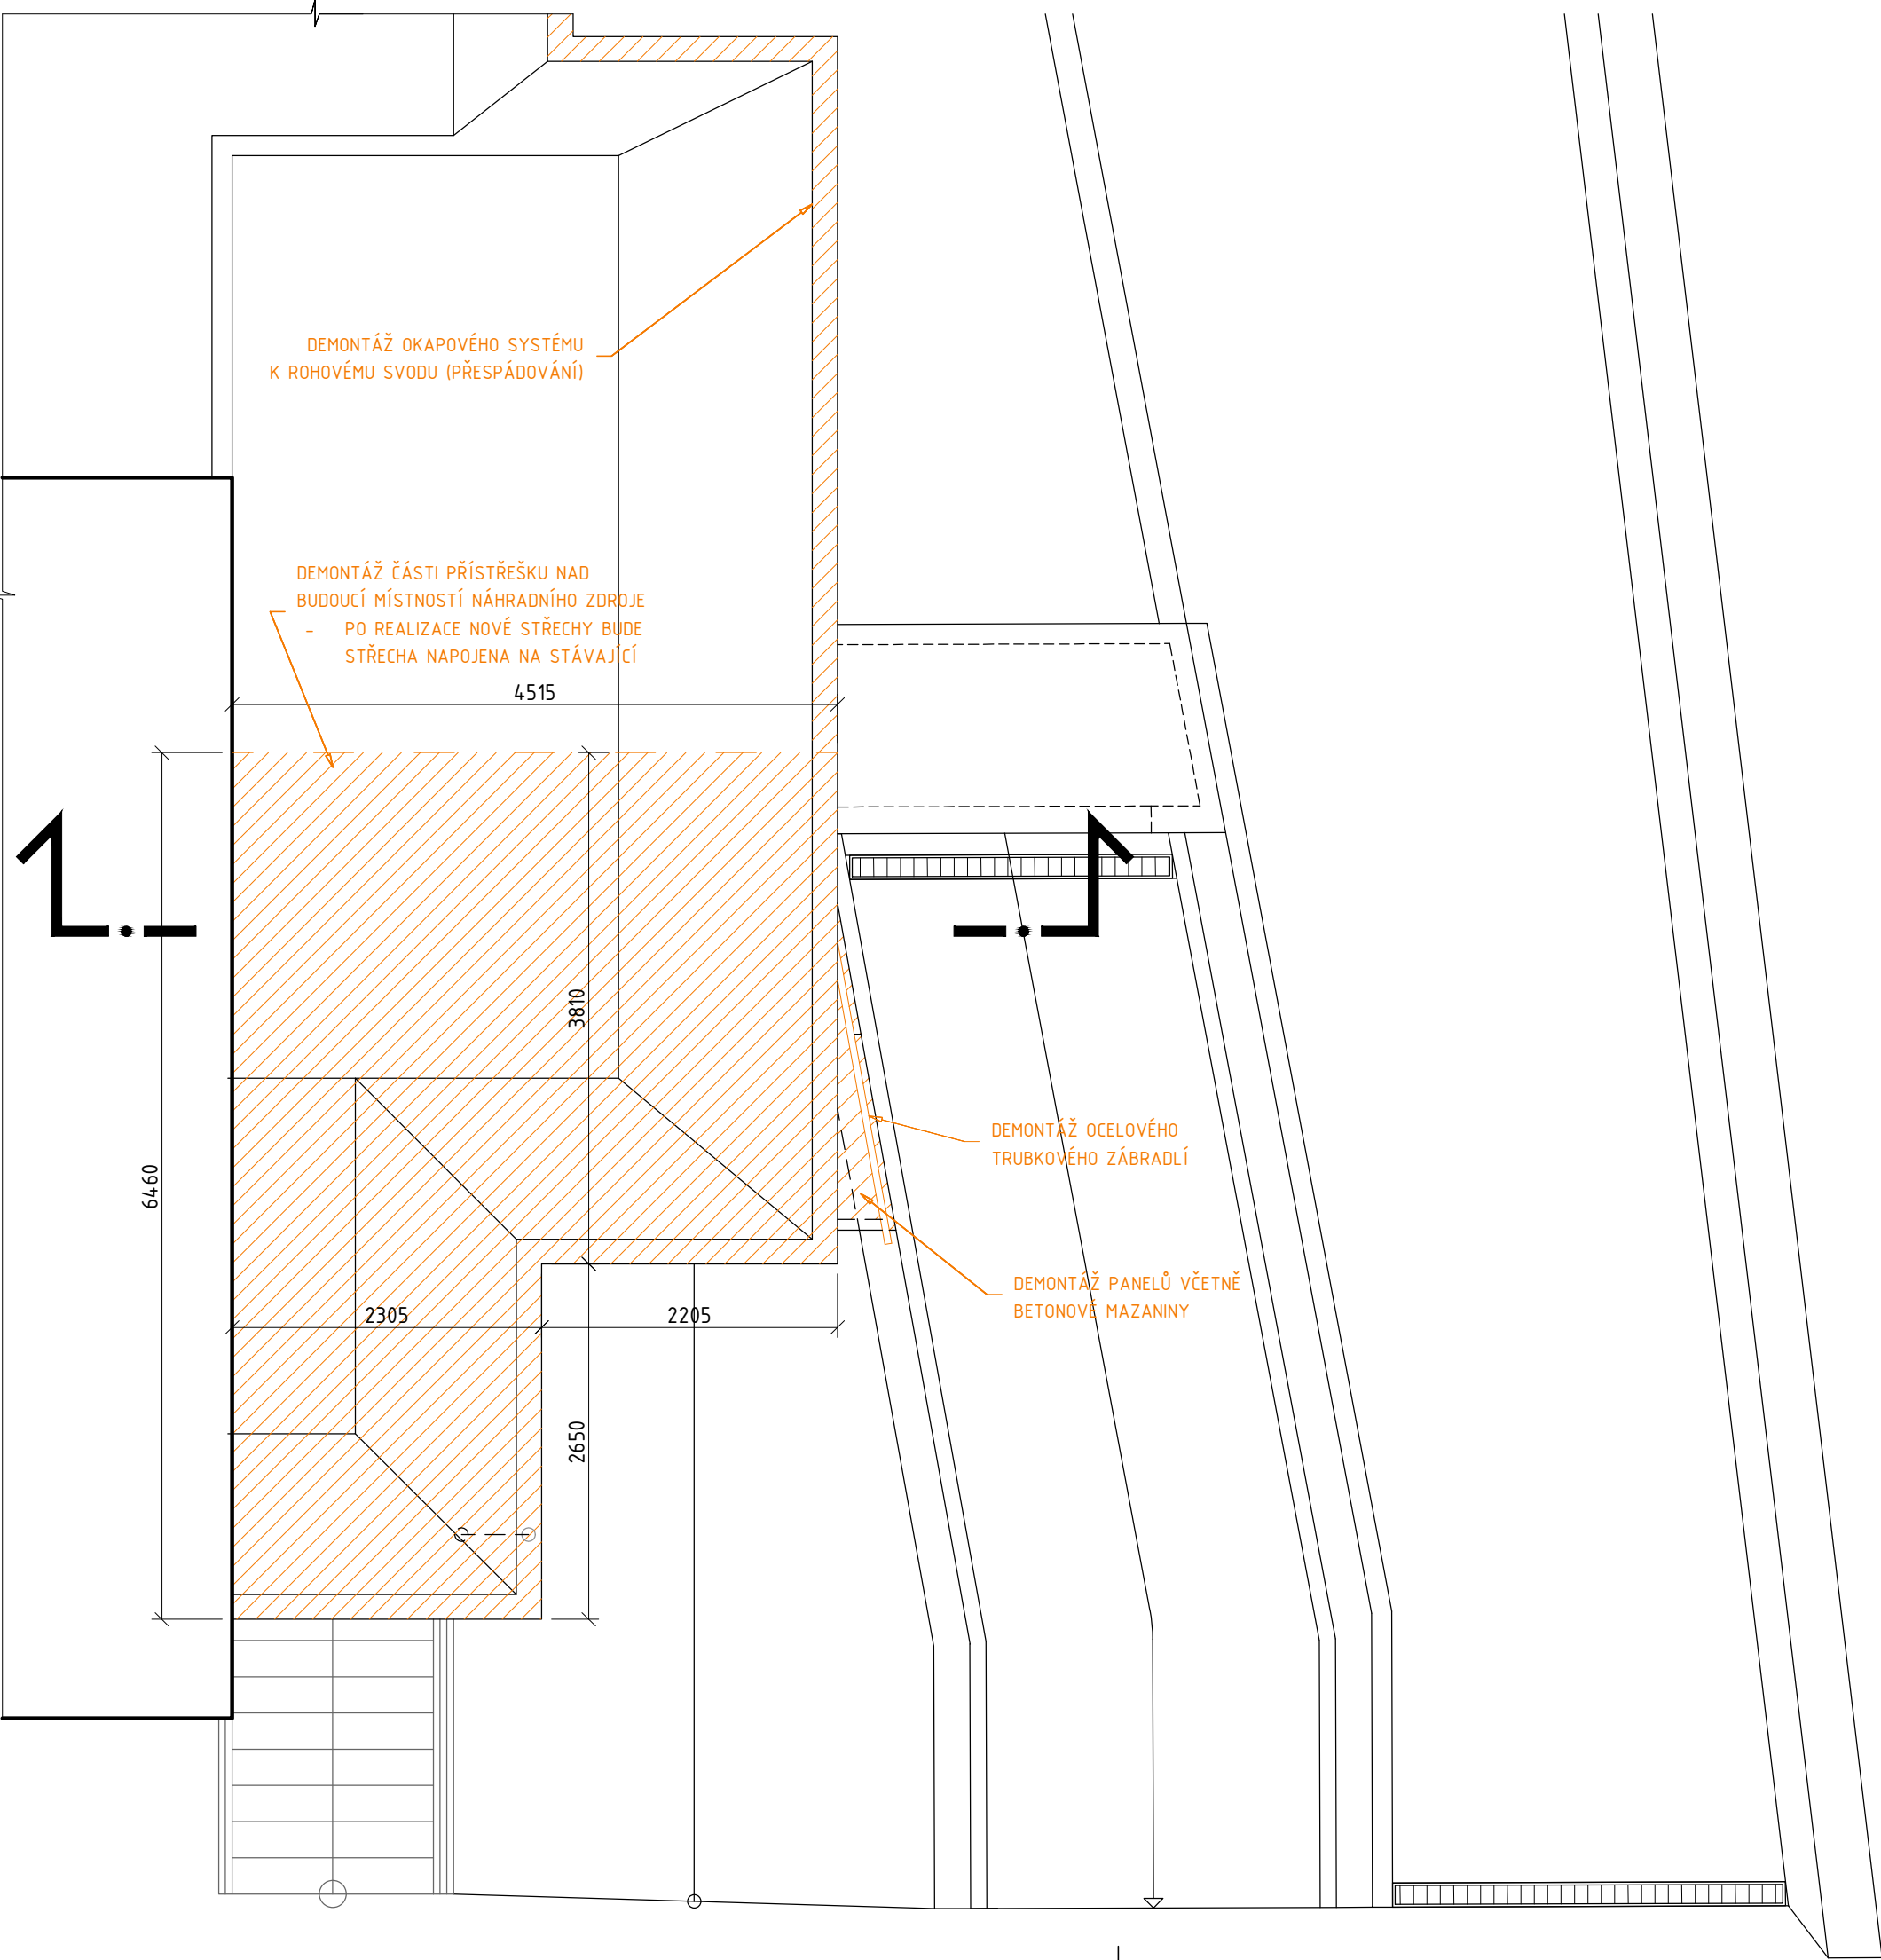 DEMONTÁŽ OKAPOVÉHO SYSTÉMU
K ROHOVÉMU SVODU (PŘESPÁDOVÁNÍ)
DEMONTÁŽ ČÁSTI PŘÍSTŘEŠKU NAD
BUDOUCÍ MÍSTNOSTÍ NÁHRADNÍHO ZDROJE
- PO REALIZACE NOVÉ STŘECHY BUDE
STŘECHA NAPOJENA NA STÁVAJÍCÍ
4515
3810
6460
DEMONTÁŽ OCELOVÉHO
TRUBKOVÉHO ZÁBRADLÍ
DEMONTÁŽ PANELŮ VČETNĚ
BETONOVÉ MAZANINY
2305
2205
2650